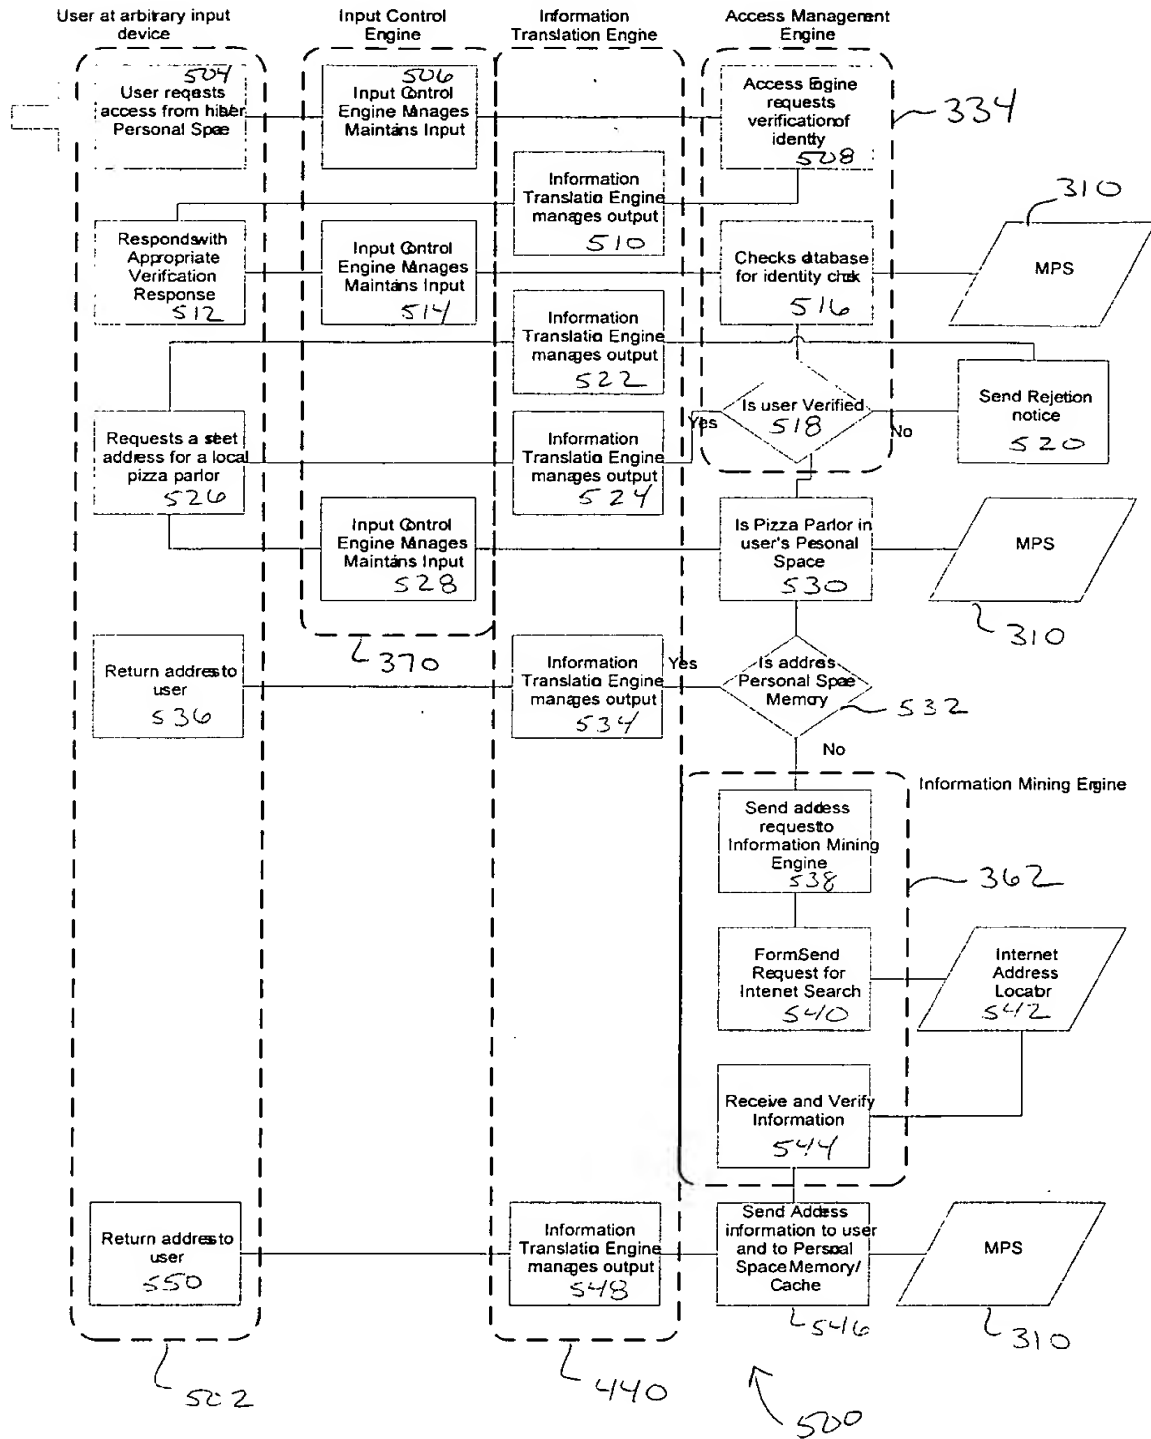 User at arbitrary input
device
Input Control
Engine
Information
Translation Engine
Access Management
Engine
504
User requests
access from his/her
Personal Space
506
Input Control
Engine Manages
Maintains Input
Access Engine
requests
verification of
identity
508
334
Information
Translation Engine
manages output
510
310
Responds with
Appropriate
Verification
Response
512
Input Control
Engine Manages
Maintains Input
514
Checks database
for identity check
516
MPS
Information
Translation Engine
manages output
522
Is user Verified
518
Yes
No
Send Rejection
notice
520
Requests a street
address for a local
pizza parlor
526
Information
Translation Engine
manages output
524
Input Control
Engine Manages
Maintains Input
528
Is Pizza Parlor in
user's Personal
Space
530
MPS
310
370
Return address to
user
536
Information
Translation Engine
manages output
534
Yes
Is address
Personal Space
Memory
532
No
Information Mining Engine
Send address
request to
Information Mining
Engine
538
362
Form Send
Request for
Internet Search
540
Internet
Address
Locator
542
Receive and Verify
Information
544
Return address to
user
550
Information
Translation Engine
manages output
548
Send Address
information to user
and to Personal
Space Memory/
Cache
546
MPS
310
502
440
500